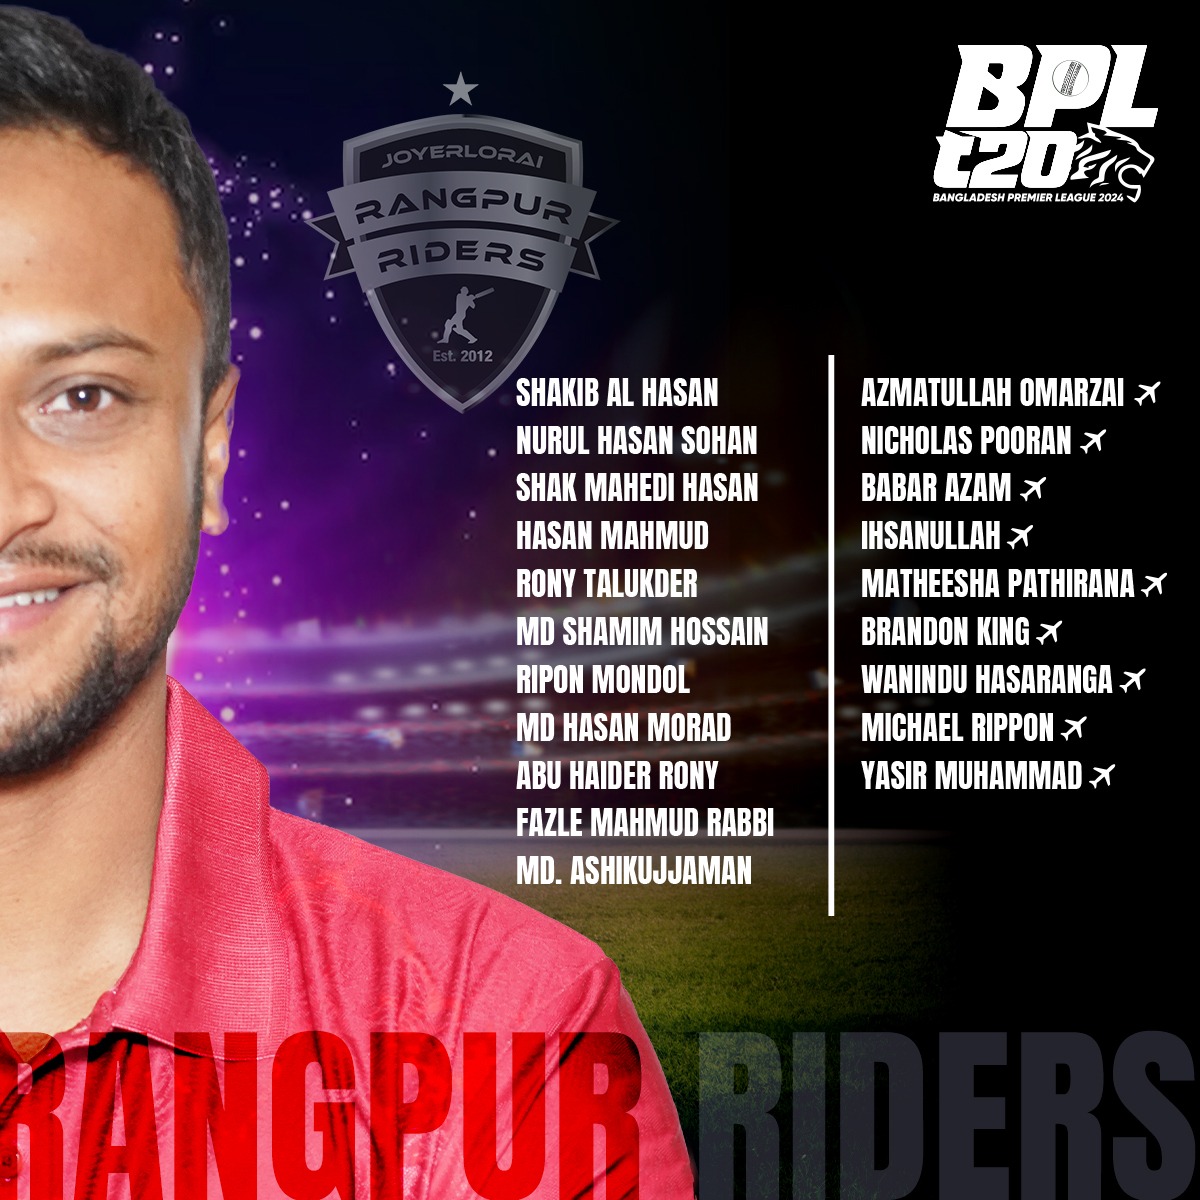 BPL
t20
BANGLADESH PREMIER LEAGUE 2024
JOYERLORAI
RANGPUR
RIDERS
Est. 2012
SHAKIB AL HASAN
NURUL HASAN SOHAN
SHAK MAHEDI HASAN
HASAN MAHMUD
RONY TALUKDER
MD SHAMIM HOSSAIN
RIPON MONDOL
MD HASAN MORAD
ABU HAIDER RONY
FAZLE MAHMUD RABBI
MD. ASHIKUJJAMAN
AZMATULLAH OMARZAI
NICHOLAS POORAN
BABAR AZAM
IHSANULLAH
MATHEESHA PATHIRANA
BRANDON KING
WANINDU HASARANGA
MICHAEL RIPPON
YASIR MUHAMMAD
RANGPUR RIDERS